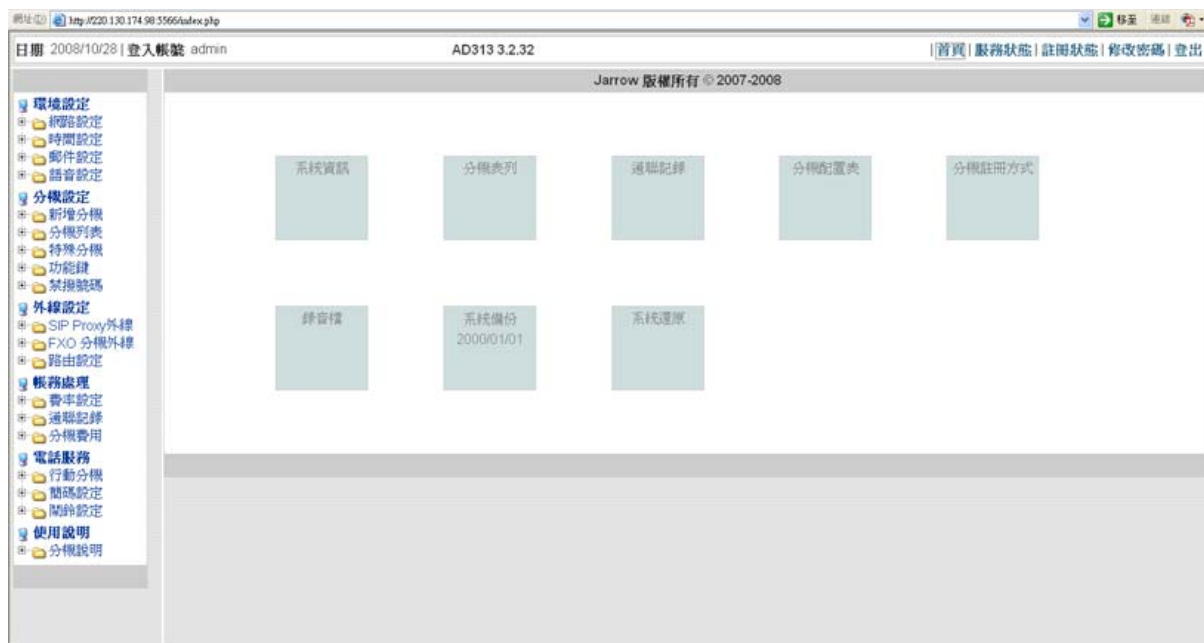 網址(D) http://220.130.174.98:5566/index.php 移至 連結
日期 2008/10/28 | 登入帳號 admin AD313 3.2.32 | 首頁 | 服務狀態 | 註冊狀態 | 修改密碼 | 登出
Jarrow 版權所有 © 2007-2008
環境設定
網路設定
時間設定
郵件設定
語音設定
分機設定
新增分機
分機列表
特殊分機
功能鍵
禁撥號碼
外線設定
SIP Proxy外線
FXO 分機外線
路由設定
帳務處理
費率設定
通聯記錄
分機費用
電話服務
行動分機
簡碼設定
鬧鈴設定
使用說明
分機說明
系統資訊 分機表列 通聯記錄 分機配置表 分機註冊方式
錄音檔 系統備份 系統還原
2000/01/01